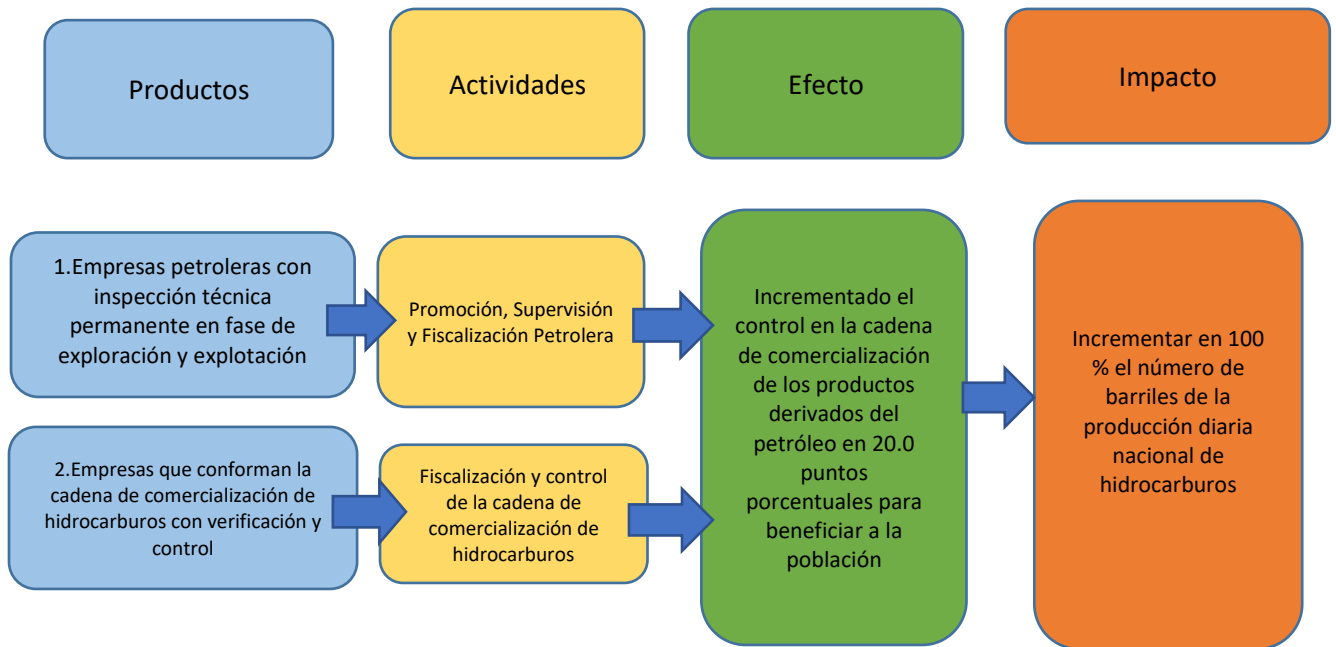 Productos
Actividades
Efecto
Impacto
1.Empresas petroleras con
inspección técnica
permanente en fase de
exploración y explotación
Promoción, Supervisión
y Fiscalización Petrolera
2.Empresas que conforman la
cadena de comercialización de
hidrocarburos con verificación y
control
Fiscalización y control
de la cadena de
comercialización de
hidrocarburos
Incrementado el
control en la cadena
de comercialización
de los productos
derivados del
petróleo en 20.0
puntos
porcentuales para
beneficiar a la
población
Incrementar en 100
% el número de
barriles de la
producción diaria
nacional de
hidrocarburos